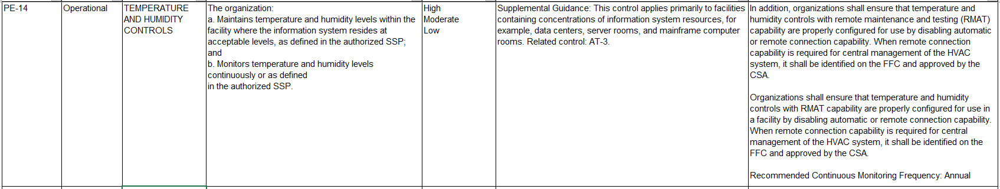 PE-14
Operational
TEMPERATURE
AND HUMIDITY
CONTROLS
The organization:
a. Maintains temperature and humidity levels within the
facility where the information system resides at
acceptable levels, as defined in the authorized SSP;
and
b. Monitors temperature and humidity levels
continuously or as defined
in the authorized SSP.
High
Moderate
Low
Supplemental Guidance: This control applies primarily to facilities
containing concentrations of information system resources, for
example, data centers, server rooms, and mainframe computer
rooms. Related control: AT-3.
In addition, organizations shall ensure that temperature and
humidity controls with remote maintenance and testing (RMAT)
capability are properly configured for use by disabling automatic
or remote connection capability. When remote connection
capability is required for central management of the HVAC
system, it shall be identified on the FFC and approved by the
CSA.
Organizations shall ensure that temperature and humidity
controls with RMAT capability are properly configured for use in
a facility by disabling automatic or remote connection capability.
When remote connection capability is required for central
management of the HVAC system, it shall be identified on the
FFC and approved by the CSA.
Recommended Continuous Monitoring Frequency: Annual